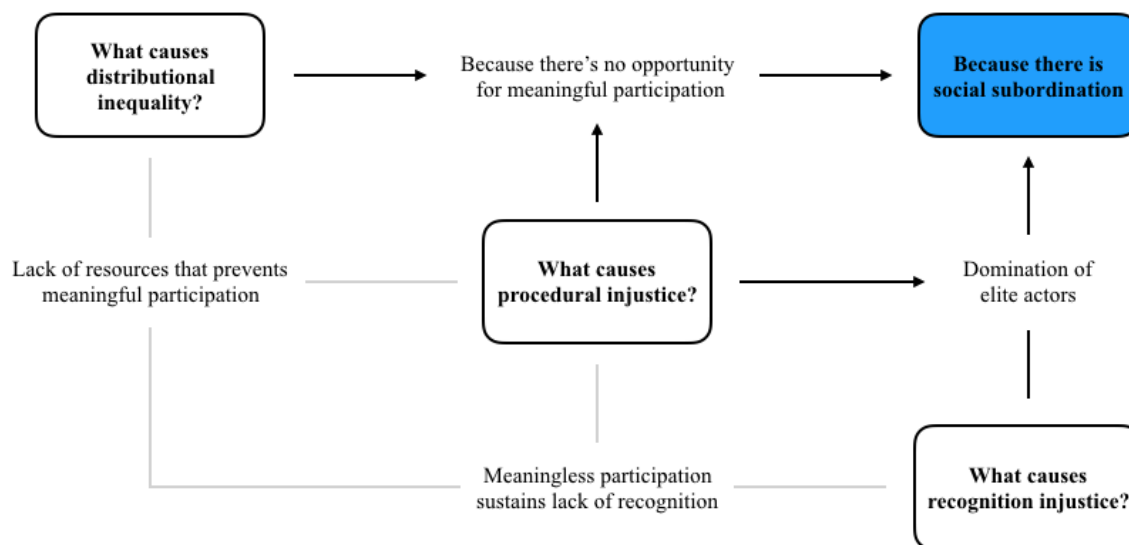 What causes
distributional
inequality?
Because there's no opportunity
for meaningful participation
Because there is
social subordination
Lack of resources that prevents
meaningful participation
What causes
procedural injustice?
Domination of
elite actors
Meaningless participation
sustains lack of recognition
What causes
recognition injustice?